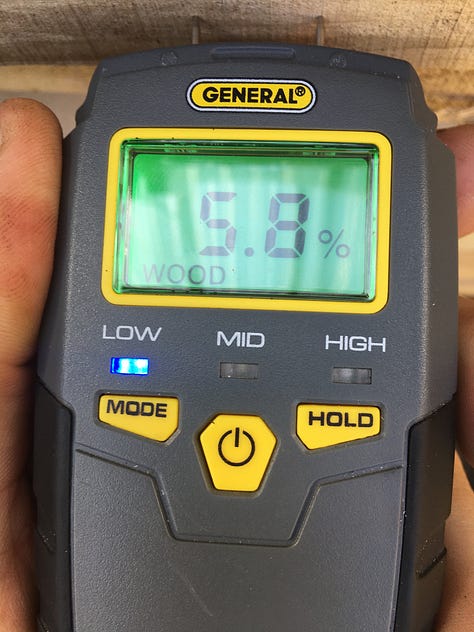 GENERAL®
5.8%
WOOD
LOW MID HIGH
MODE HOLD